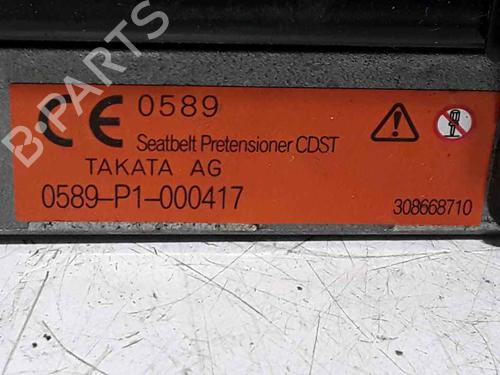 CE 0589
Seatbelt Pretensioner CDST
TAKATA AG
0589-P1-000417
308668710
B-PARTS